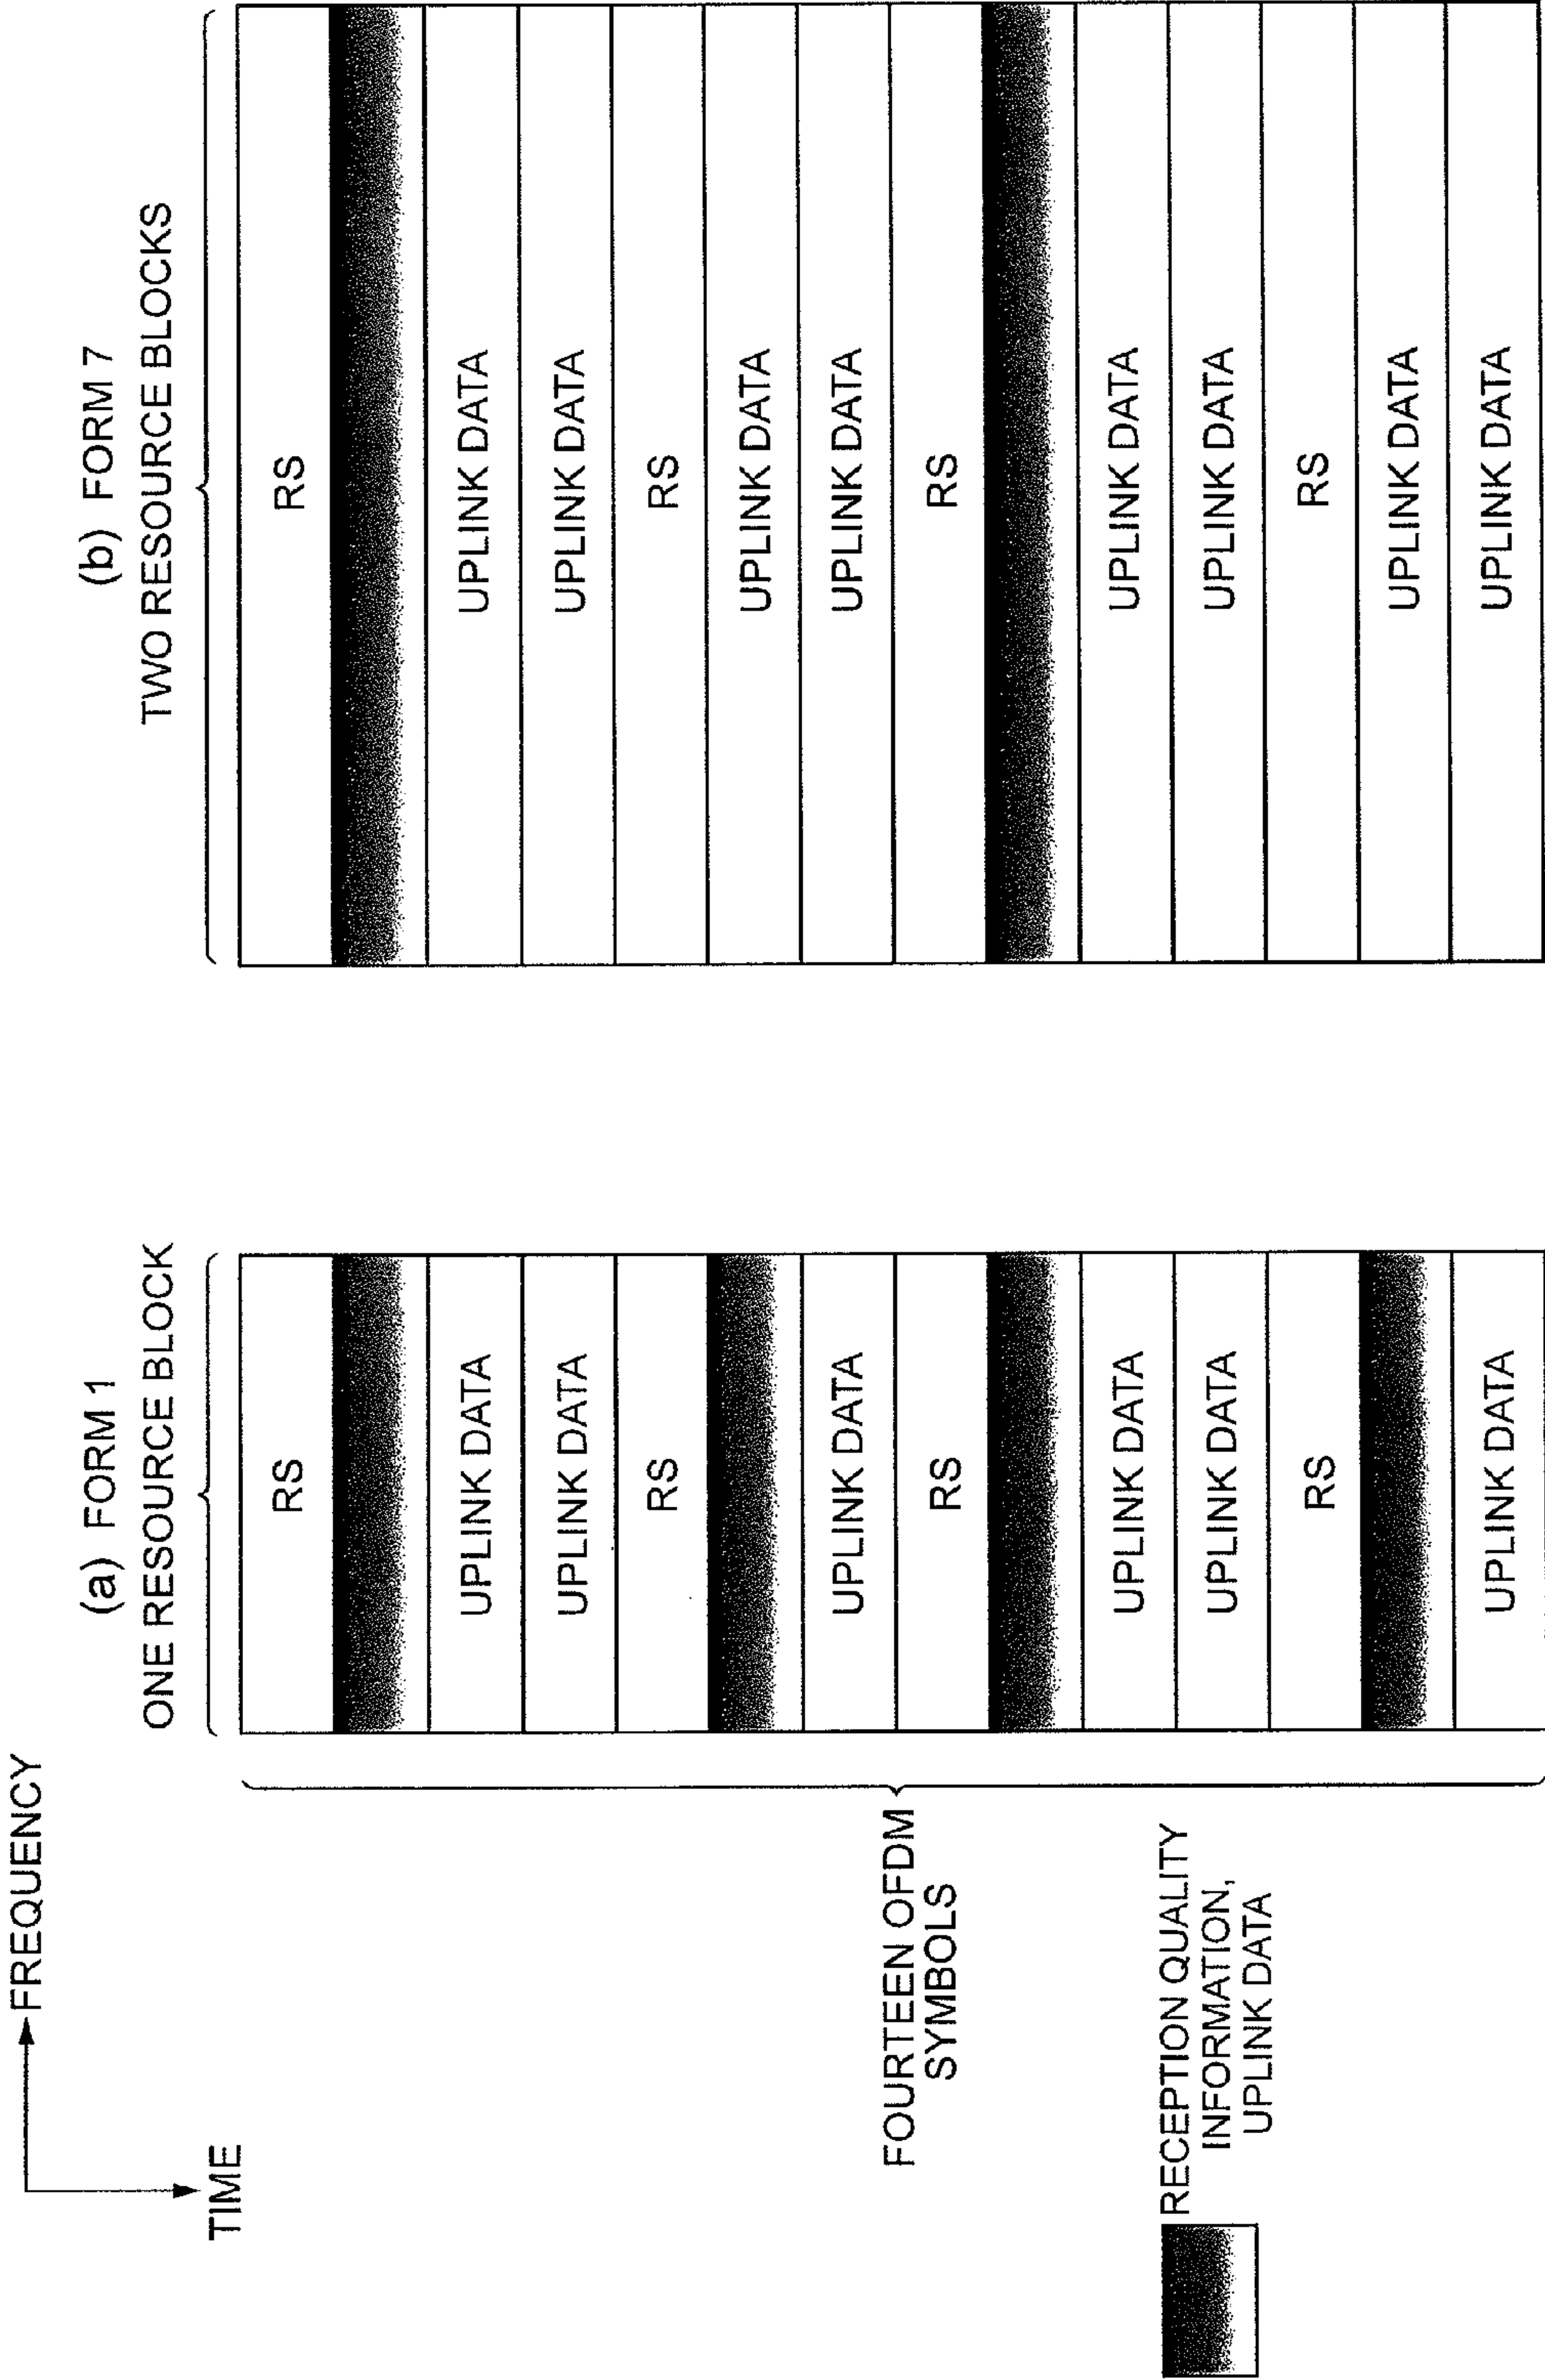 FREQUENCY
TIME
(a) FORM 1
ONE RESOURCE BLOCK
RS
UPLINK DATA
UPLINK DATA
RS
UPLINK DATA
RS
UPLINK DATA
UPLINK DATA
RS
UPLINK DATA
FOURTEEN OFDM
SYMBOLS
RECEPTION QUALITY
INFORMATION,
UPLINK DATA
(b) FORM 7
TWO RESOURCE BLOCKS
RS
UPLINK DATA
UPLINK DATA
RS
UPLINK DATA
UPLINK DATA
RS
UPLINK DATA
UPLINK DATA
RS
UPLINK DATA
UPLINK DATA